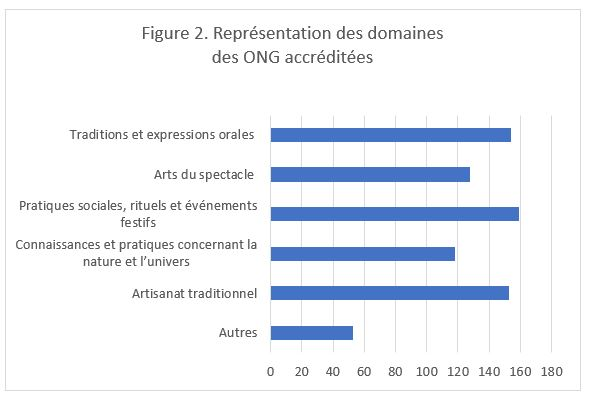 Figure 2. Représentation des domaines
des ONG accréditées
Traditions et expressions orales
Arts du spectacle
Pratiques sociales, rituels et événements
festifs
Connaissances et pratiques concernant la
nature et l’univers
Artisanat traditionnel
Autres
0 20 40 60 80 100 120 140 160 180